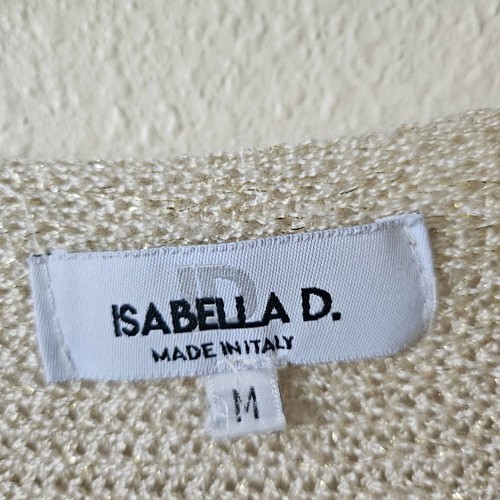 ID
ISABELLA D.
MADE IN ITALY
M